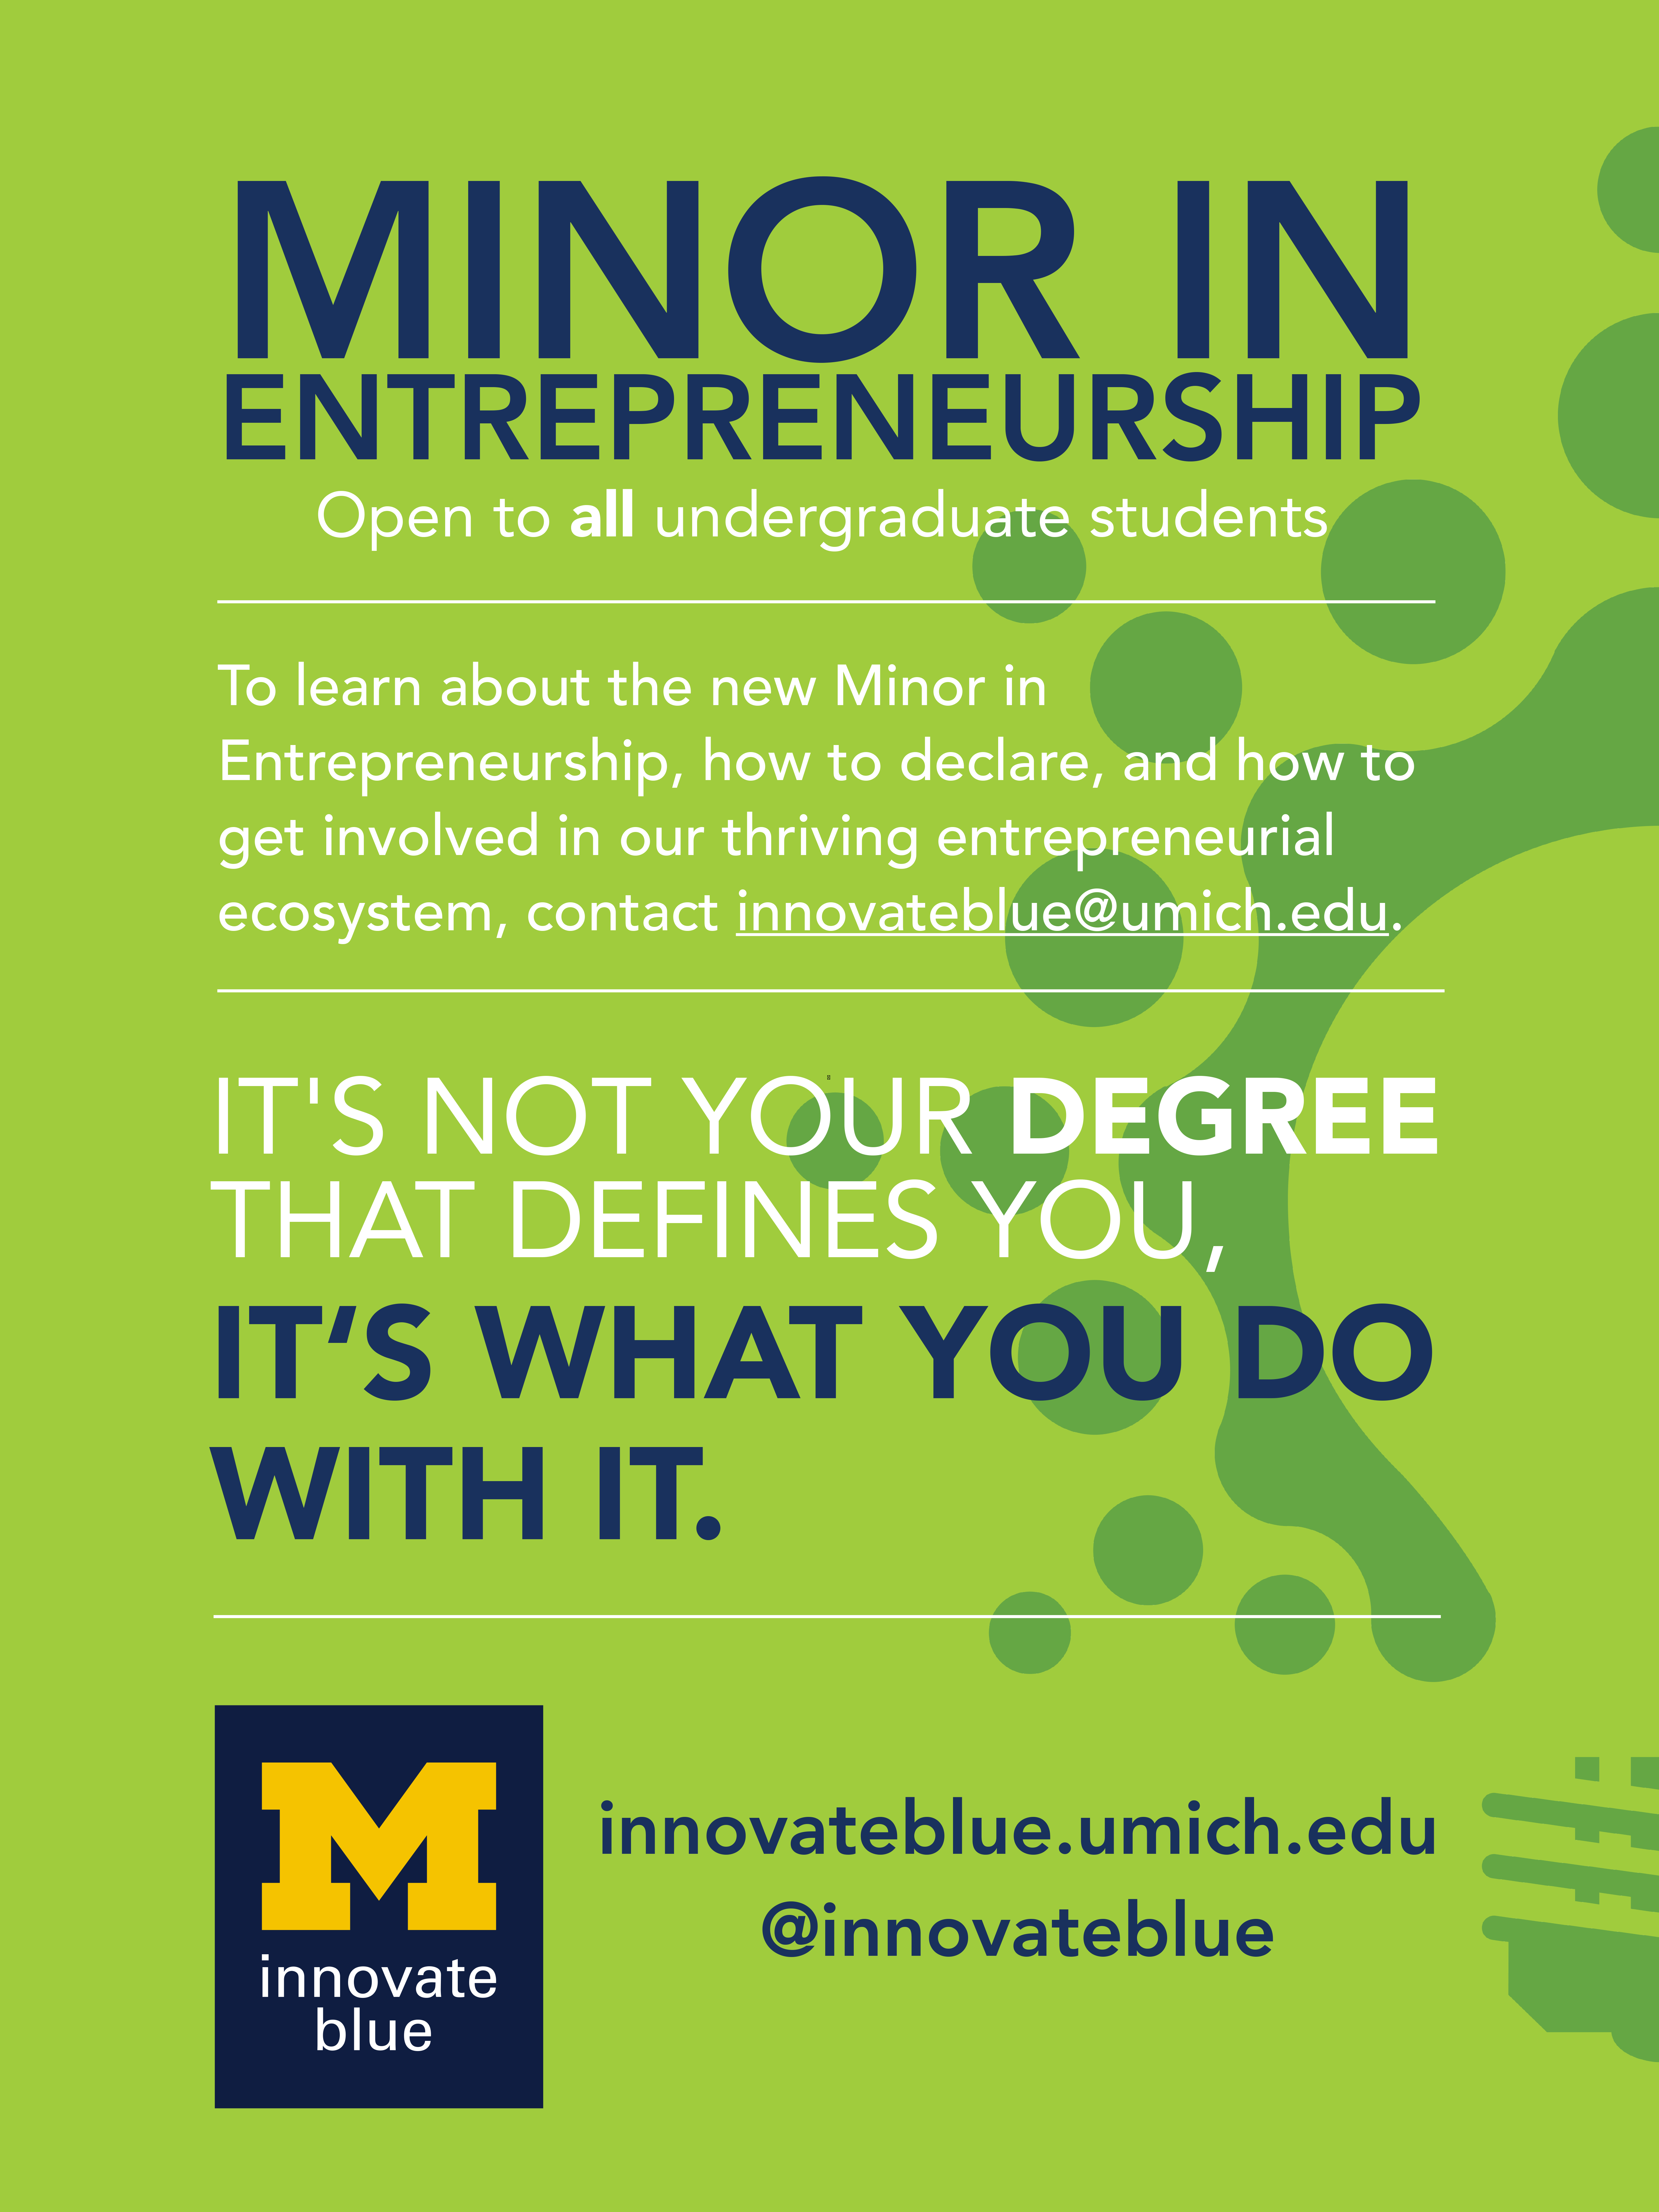 MINOR IN
ENTREPRENEURSHIP
Open to all undergraduate students
To learn about the new Minor in
Entrepreneurship, how to declare, and how to
get involved in our thriving entrepreneurial
ecosystem, contact innovateblue@umich.edu.
IT'S NOT YOUR DEGREE
THAT DEFINES YOU,
IT‘S WHAT YOU DO
WITH IT.
M
innovate
blue
innovateblue.umich.edu
@innovateblue